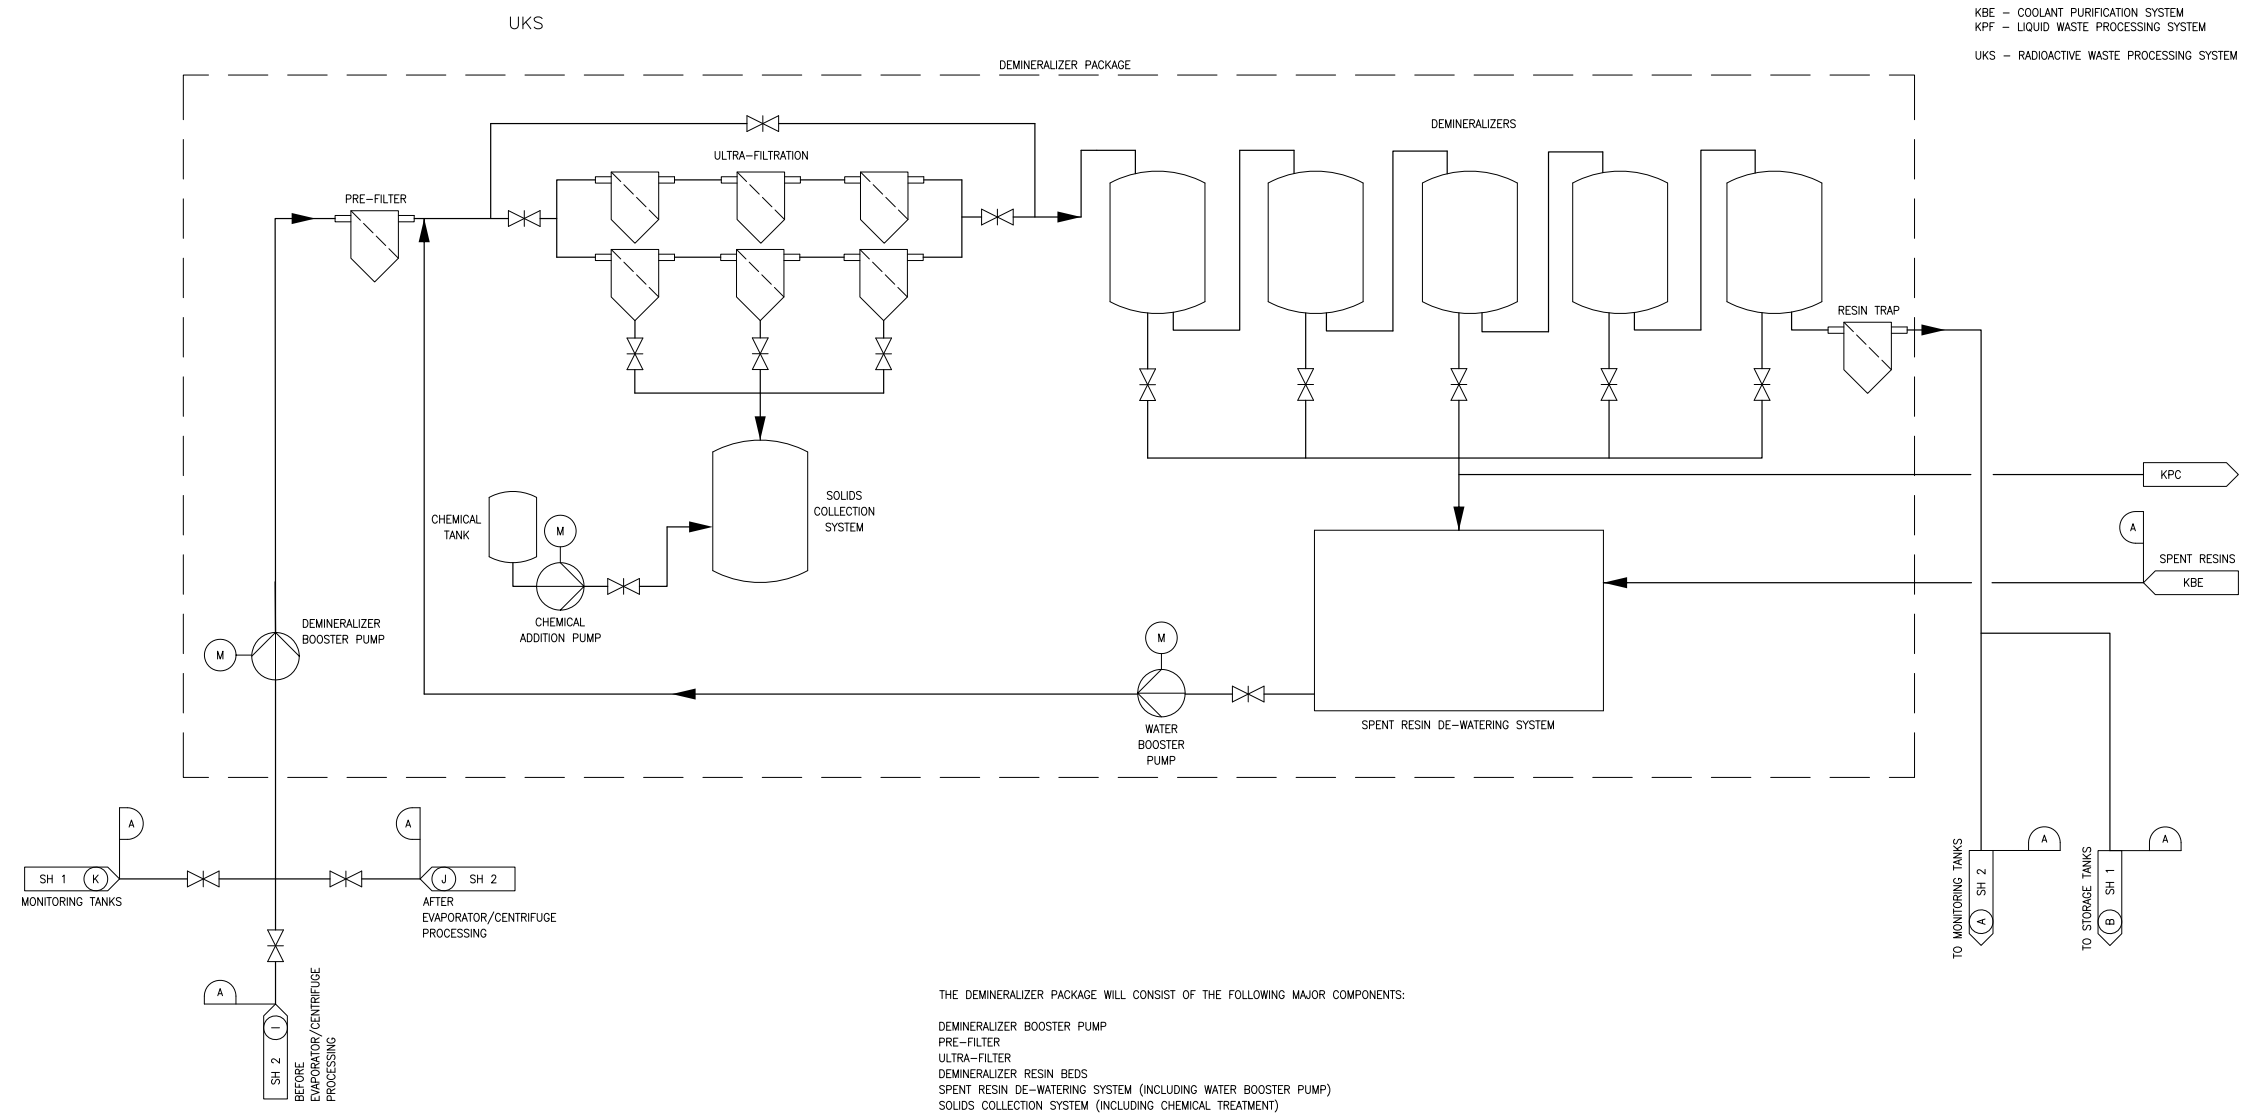 UKS
KBE – COOLANT PURIFICATION SYSTEM
KPF – LIQUID WASTE PROCESSING SYSTEM
UKS – RADIOACTIVE WASTE PROCESSING SYSTEM
DEMINERALIZER PACKAGE
DEMINERALIZERS
ULTRA–FILTRATION
PRE–FILTER
RESIN TRAP
KPC
SOLIDS
COLLECTION
SYSTEM
CHEMICAL
TANK
M
A
SPENT RESINS
KBE
CHEMICAL
ADDITION PUMP
DEMINERALIZER
BOOSTER PUMP
M
M
SPENT RESIN DE–WATERING SYSTEM
WATER
BOOSTER
PUMP
A
A
A
A
SH 1 K
MONITORING TANKS
J SH 2
AFTER
EVAPORATOR/CENTRIFUGE
PROCESSING
TO MONITORING TANKS
A SH 2
TO STORAGE TANKS
B SH 1
A
SH 2 I
BEFORE
EVAPORATOR/CENTRIFUGE
PROCESSING
THE DEMINERALIZER PACKAGE WILL CONSIST OF THE FOLLOWING MAJOR COMPONENTS:
DEMINERALIZER BOOSTER PUMP
PRE–FILTER
ULTRA–FILTER
DEMINERALIZER RESIN BEDS
SPENT RESIN DE–WATERING SYSTEM (INCLUDING WATER BOOSTER PUMP)
SOLIDS COLLECTION SYSTEM (INCLUDING CHEMICAL TREATMENT)